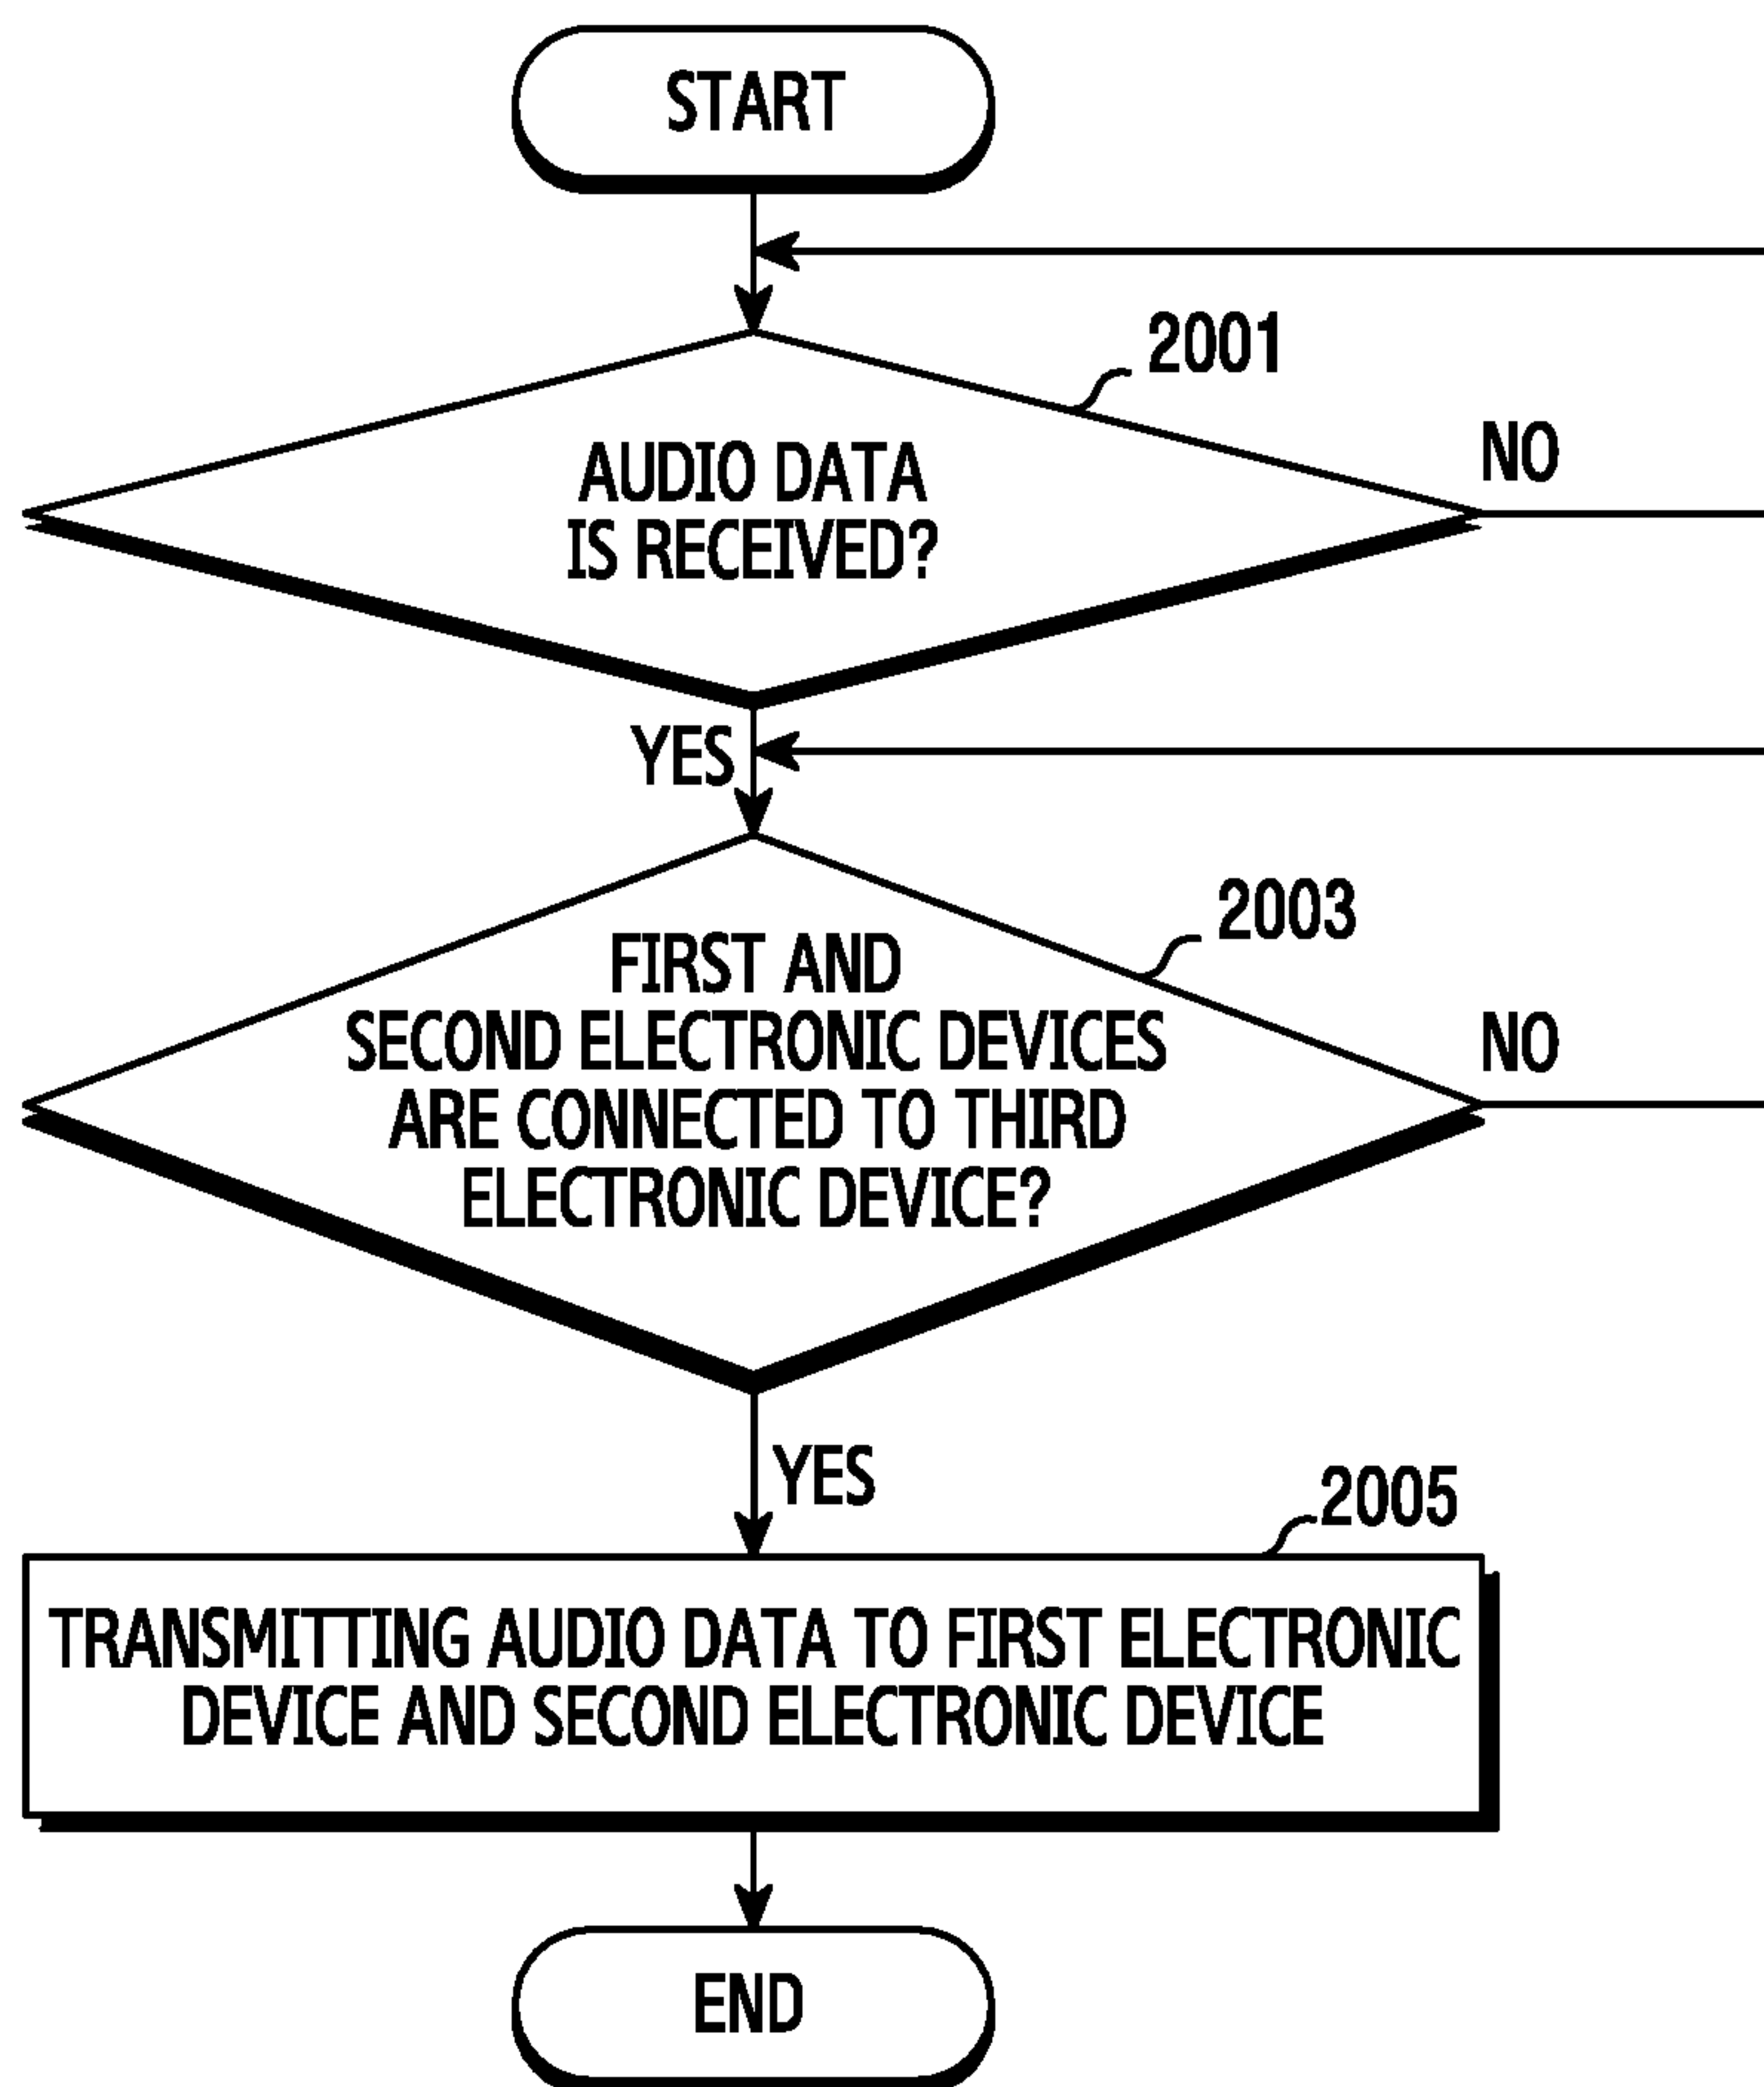 START
2001
AUDIO DATA
IS RECEIVED?
NO
YES
2003
FIRST AND
SECOND ELECTRONIC DEVICES
ARE CONNECTED TO THIRD
ELECTRONIC DEVICE?
NO
YES
2005
TRANSMITTING AUDIO DATA TO FIRST ELECTRONIC
DEVICE AND SECOND ELECTRONIC DEVICE
END